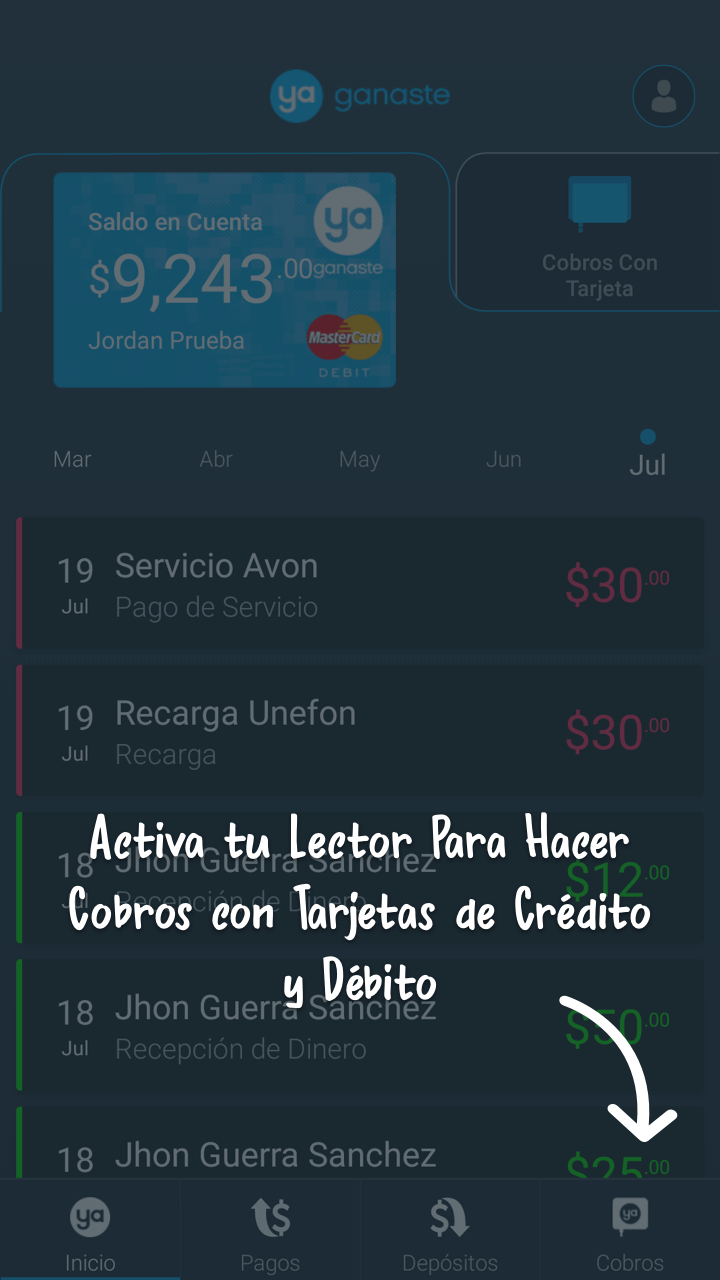 ya ganaste
Saldo en Cuenta
ya
$9,243.00
ganaste
Jordan Prueba
MasterCard
DEBIT
Cobros Con
Tarjeta
Mar Abr May Jun Jul
19 Servicio Avon $30.00
Jul Pago de Servicio
19 Recarga Unefon $30.00
Jul Recarga
Activa tu Lector Para Hacer
18 Jhon Guerra Sanchez $12.00
Jul Recepción de Dinero
Cobros con Tarjetas de Crédito
y Débito
18 Jhon Guerra Sanchez $50.00
Jul Recepción de Dinero
18 Jhon Guerra Sanchez $25.00
ya ya
Inicio Pagos Depósitos Cobros